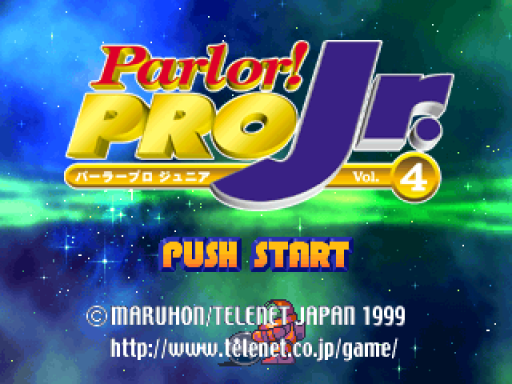 Parlor!
PRO Jr.
パーラープロ ジュニア Vol. 4
PUSH START
© MARUHON/TELENET JAPAN 1999
http://www.telenet.co.jp/game/